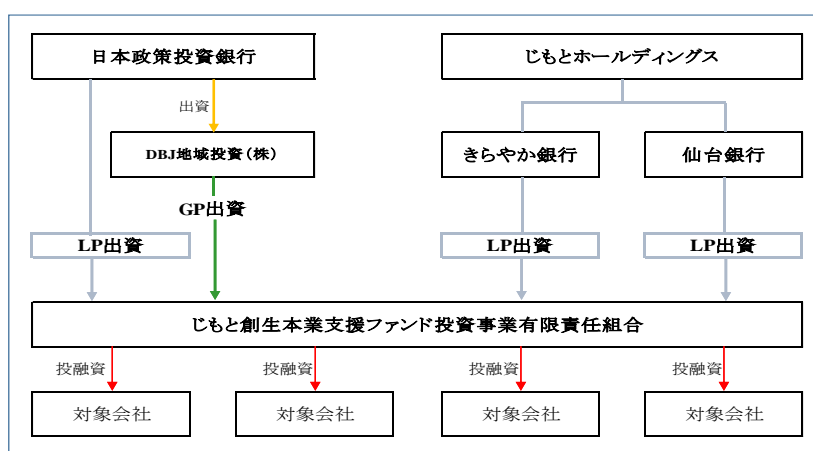 日本政策投資銀行
じもとホールディングス
出資
DBJ地域投資(株)
きらやか銀行
仙台銀行
GP出資
LP出資
LP出資
LP出資
じもと創生本業支援ファンド投資事業有限責任組合
投融資
投融資
投融資
投融資
対象会社
対象会社
対象会社
対象会社